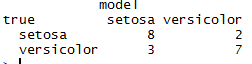 model
true setosa versicolor
setosa 8 2
versicolor 3 7
>